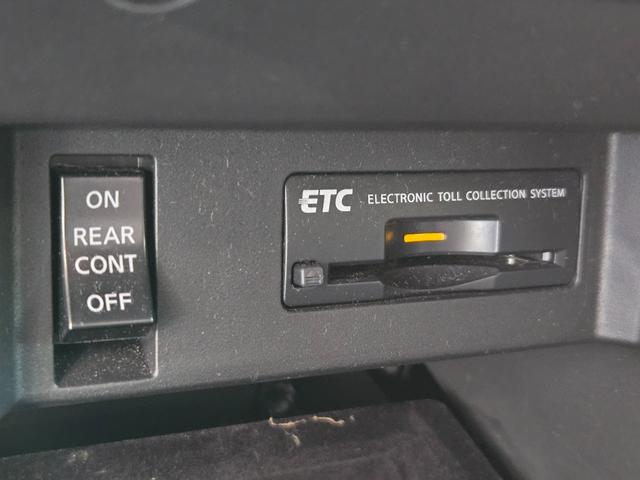 ON
REAR
CONT
OFF
ETC ELECTRONIC TOLL COLLECTION SYSTEM